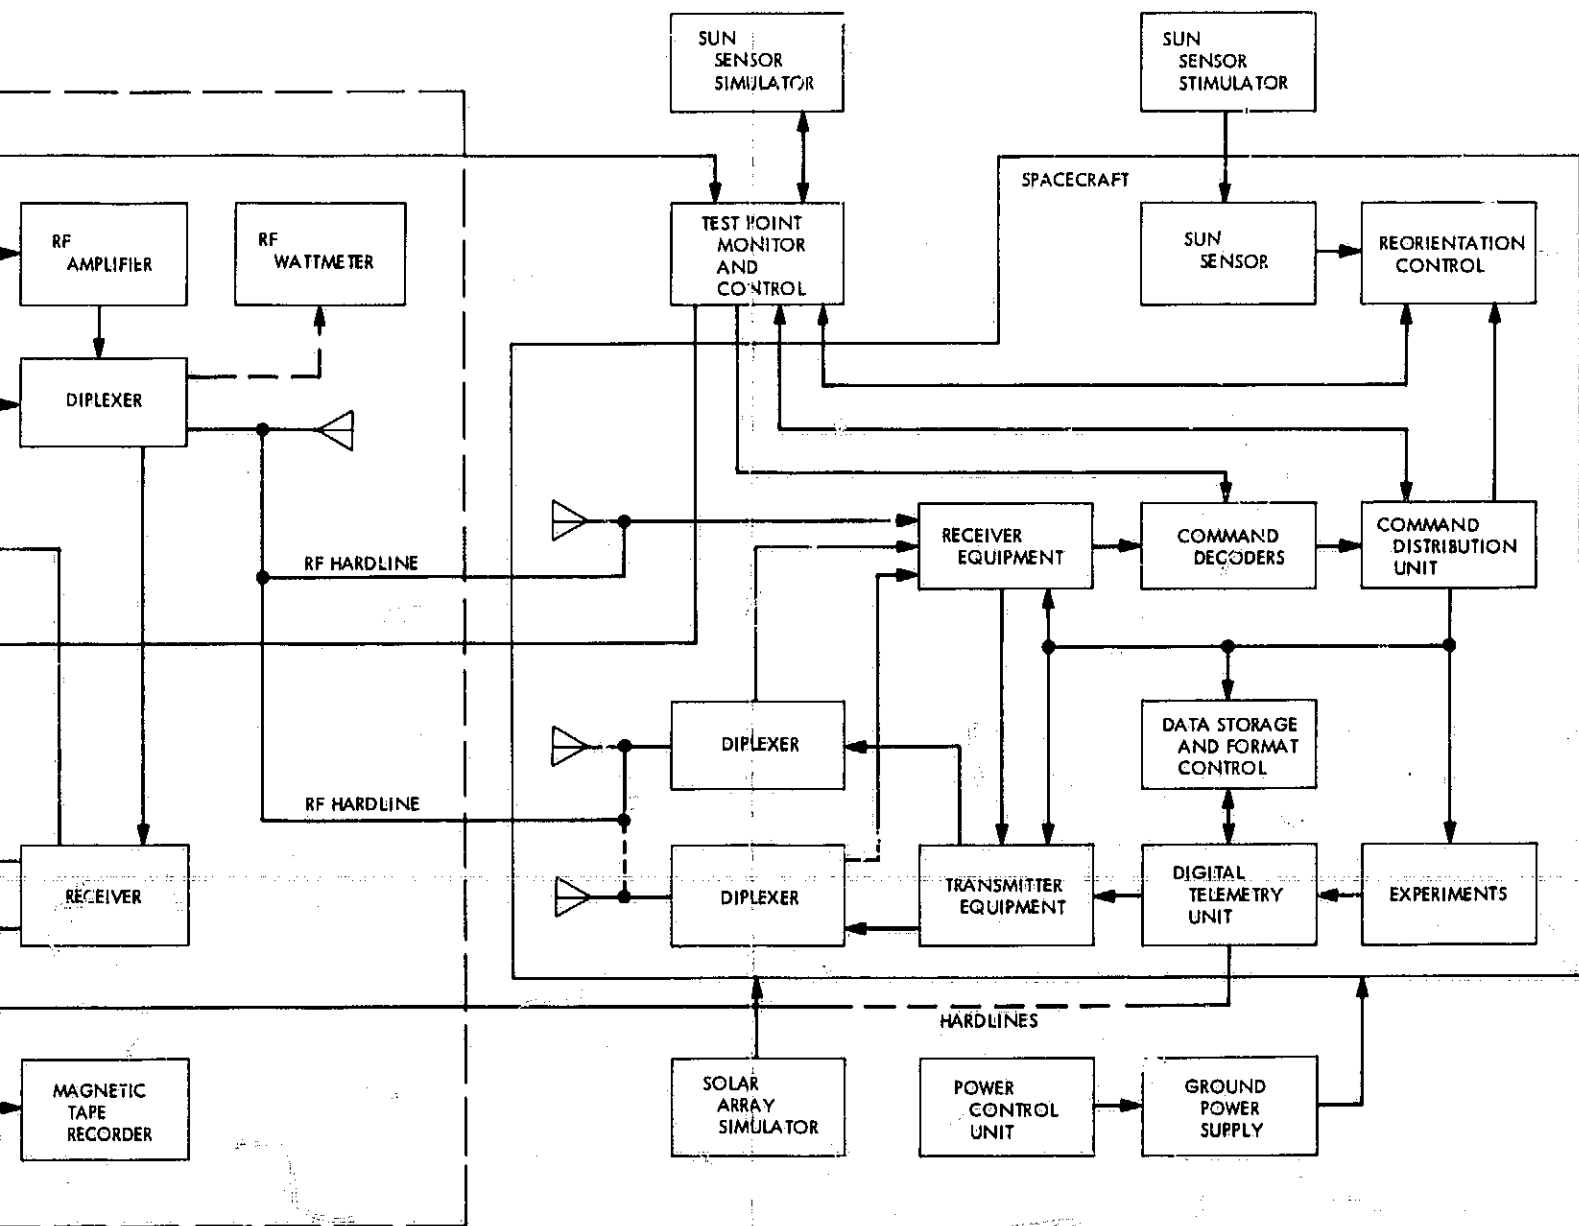 SUN
SENSOR
SIMULATOR
SUN
SENSOR
STIMULATOR
SPACECRAFT
RF
AMPLIFIER
RF
WATTMETER
TEST POINT
MONITOR
AND
CONTROL
SUN
SENSOR
REORIENTATION
CONTROL
DIPLEXER
RF HARDLINE
RECEIVER
EQUIPMENT
COMMAND
DECODERS
COMMAND
DISTRIBUTION
UNIT
DIPLEXER
DATA STORAGE
AND FORMAT
CONTROL
RF HARDLINE
RECEIVER
DIPLEXER
TRANSMITTER
EQUIPMENT
DIGITAL
TELEMETRY
UNIT
EXPERIMENTS
HARDLINES
MAGNETIC
TAPE
RECORDER
SOLAR
ARRAY
SIMULATOR
POWER
CONTROL
UNIT
GROUND
POWER
SUPPLY